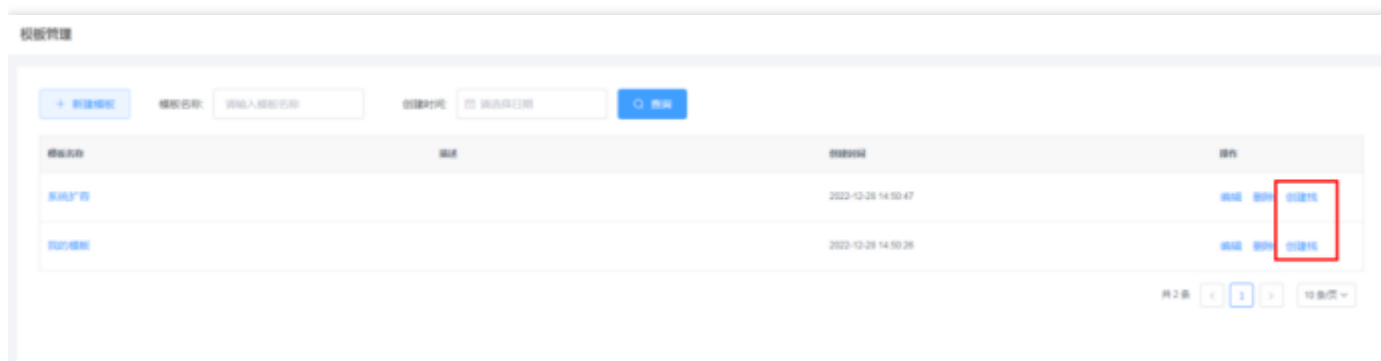 模板管理
+ 新建模板 模板名称: 请输入模板名称 创建时间: 请选择日期 查询
模板名称 描述 创建时间 操作
系统扩容 2022-12-28 14:50:47 编辑 删除 创建栈
我的模板 2022-12-28 14:50:26 编辑 删除 创建栈
共 2 条 < 1 > 10 条/页